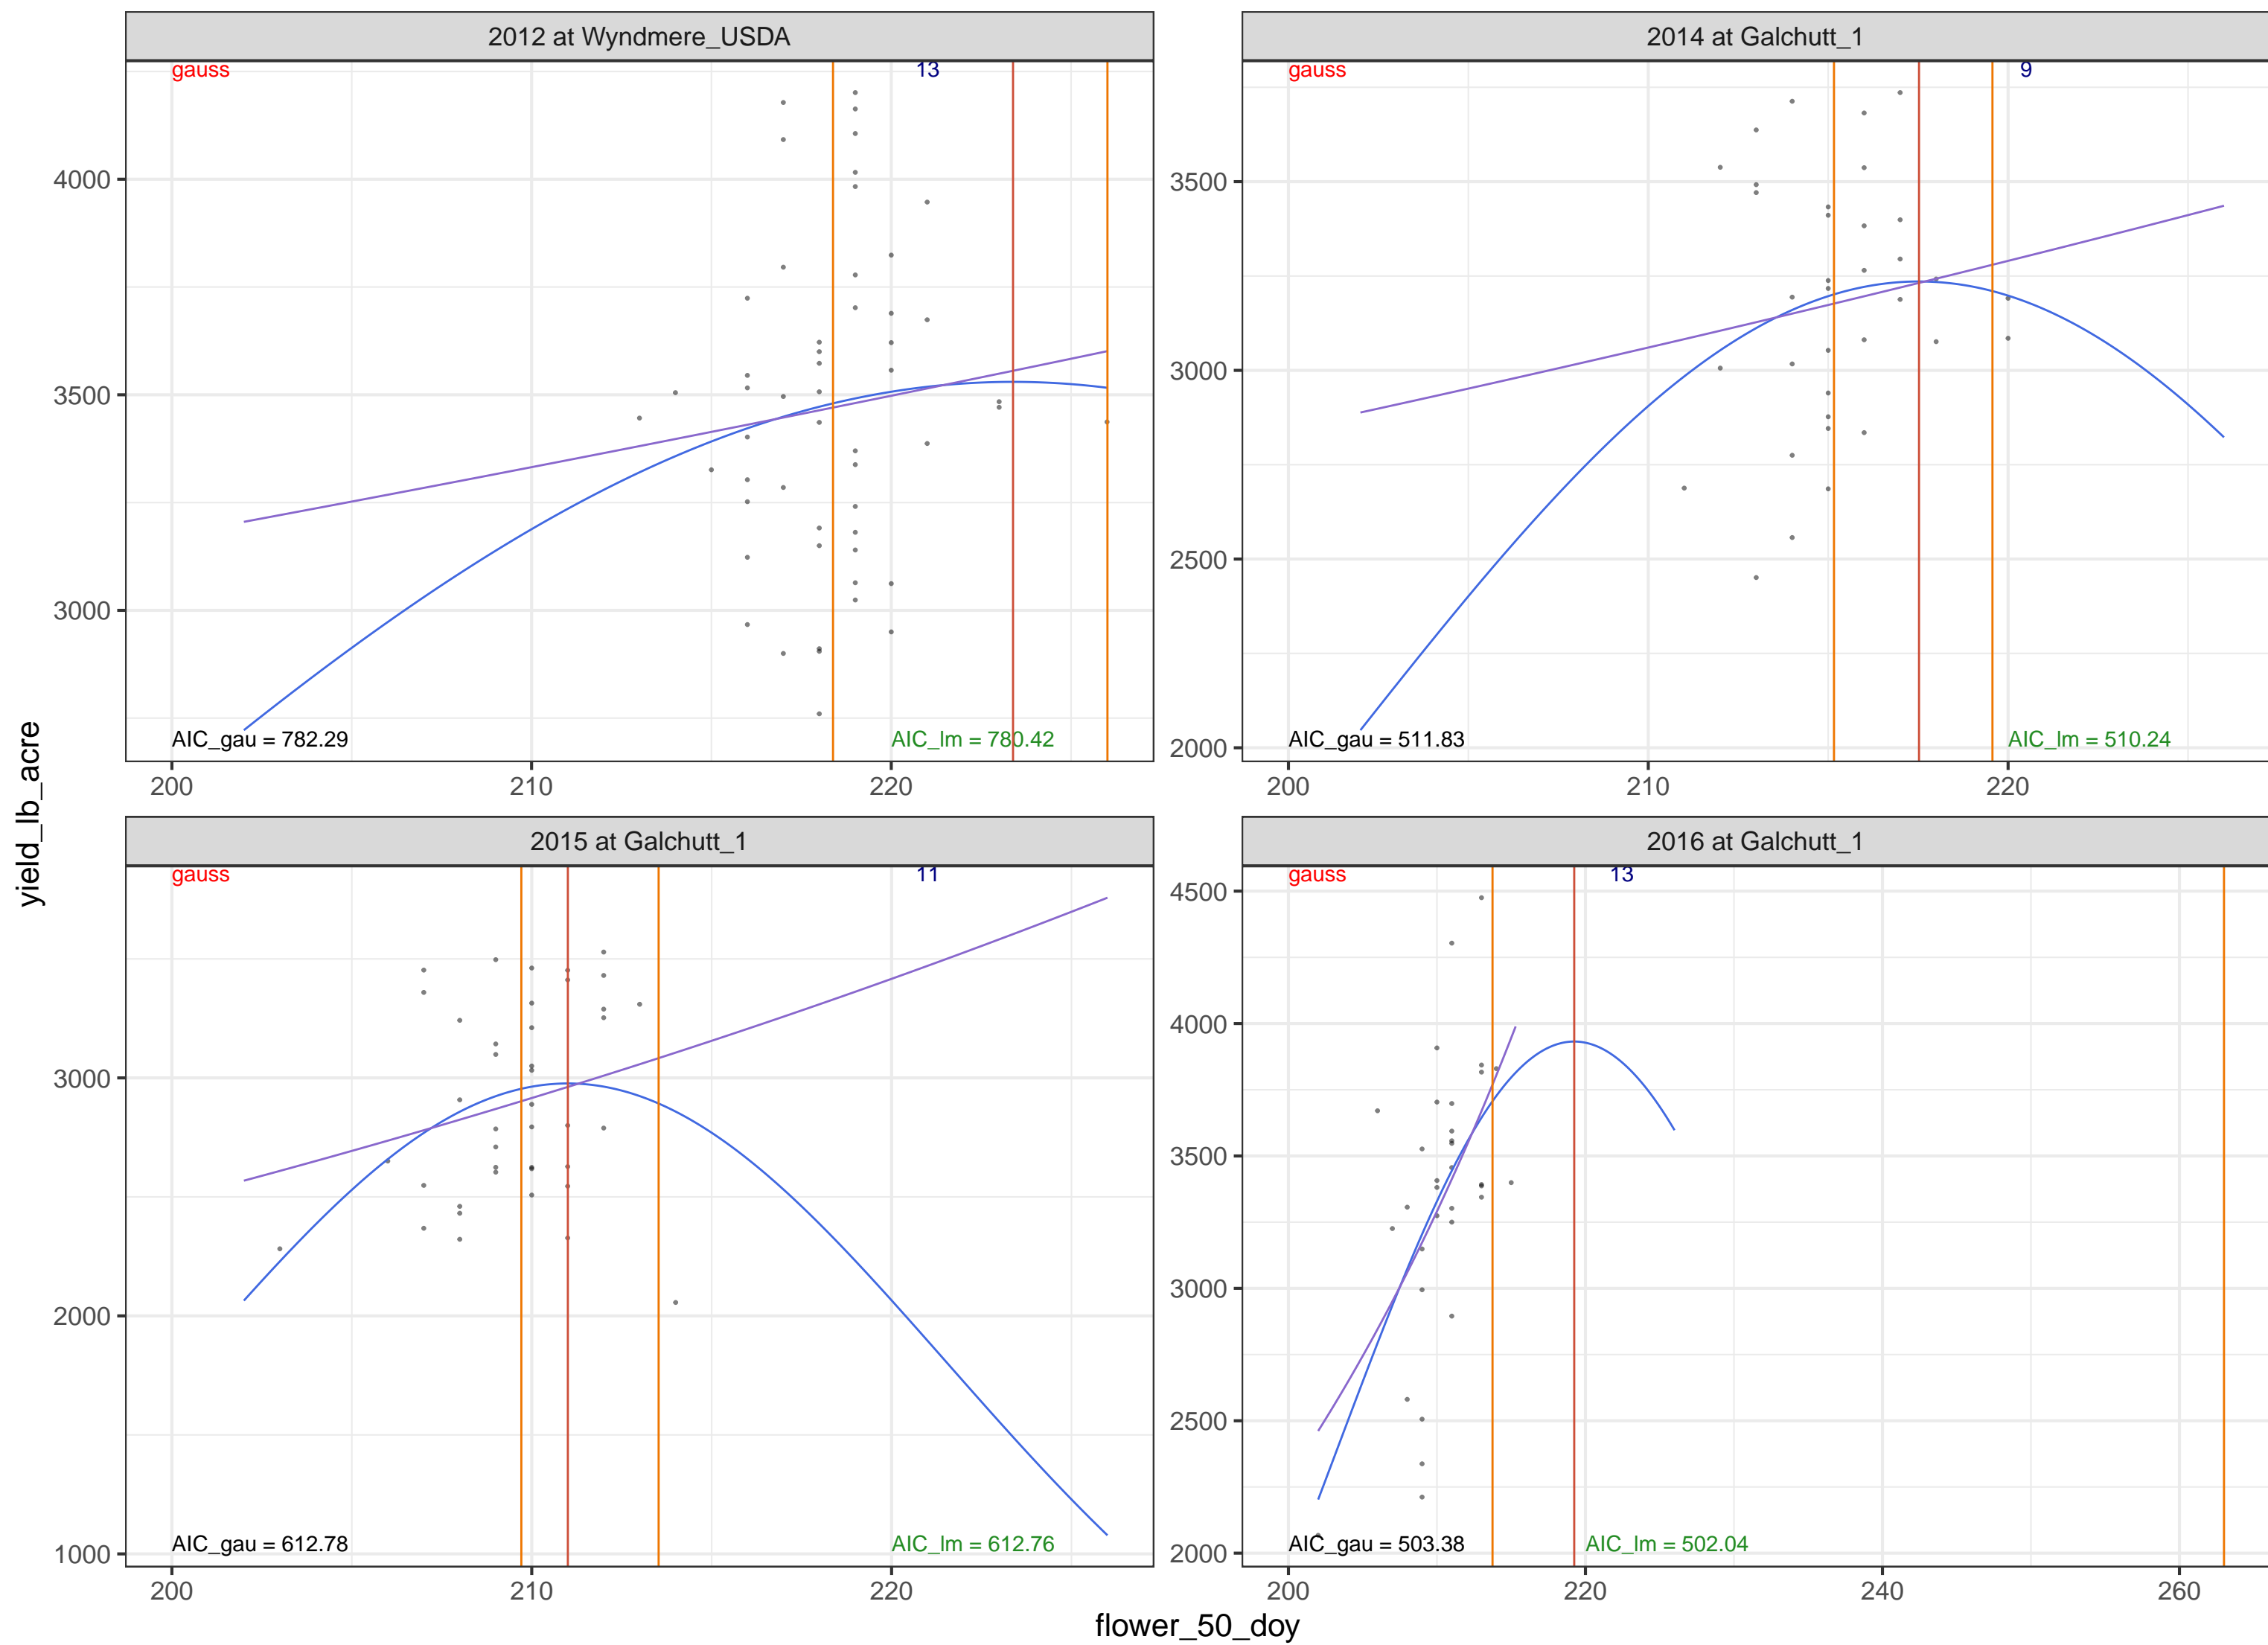 2012 at Wyndmere_USDA
2014 at Galchutt_1
gauss
13
gauss
9
4000
3500
3000
3500
3000
2500
2000
AIC_gau = 782.29
AIC_lm = 780.42
AIC_gau = 511.83
AIC_lm = 510.24
200
210
220
200
210
220
yield_lb_acre
2015 at Galchutt_1
2016 at Galchutt_1
gauss
11
gauss
13
3000
2000
1000
4500
4000
3500
3000
2500
2000
AIC_gau = 612.78
AIC_lm = 612.76
AIC_gau = 503.38
AIC_lm = 502.04
200
210
220
200
220
240
260
flower_50_doy